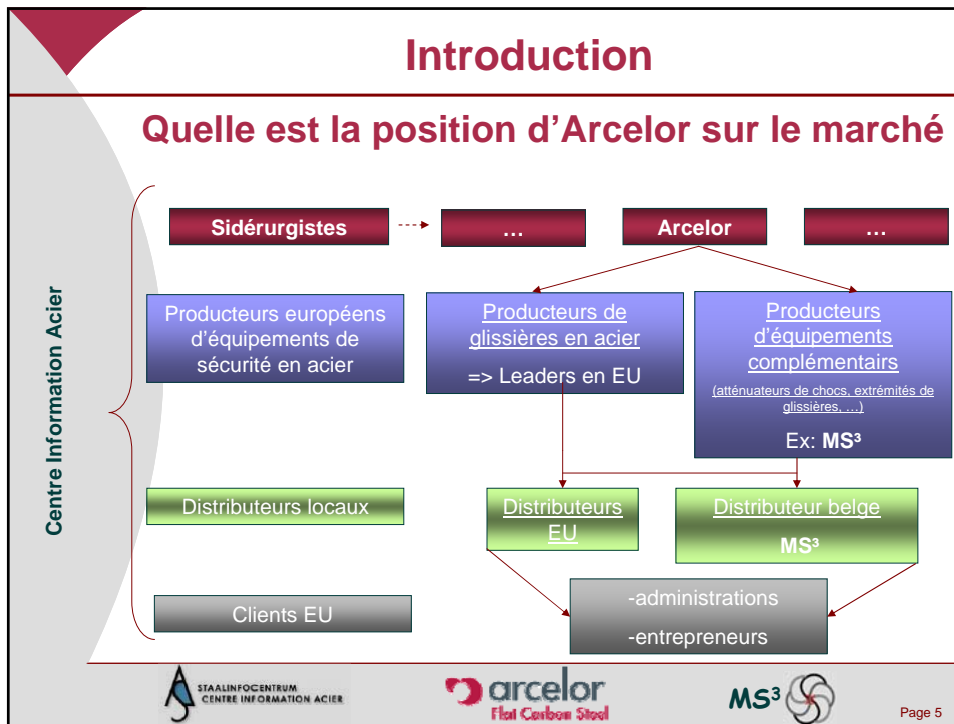 Introduction
Quelle est la position d'Arcelor sur le marché
Centre Information Acier
Sidérurgistes
…
Arcelor
…
Producteurs européens
d'équipements de
sécurité en acier
Producteurs de
glissières en acier
=> Leaders en EU
Producteurs
d'équipements
complémentairs
(atténuateurs de chocs, extrémités de
glissières, …)
Ex: MS³
Distributeurs locaux
Distributeurs
EU
Distributeur belge
MS³
Clients EU
-administrations
-entrepreneurs
STAALINFOCENTRUM
CENTRE INFORMATION ACIER
arcelor
Flat Carbon Steel
MS³
Page 5